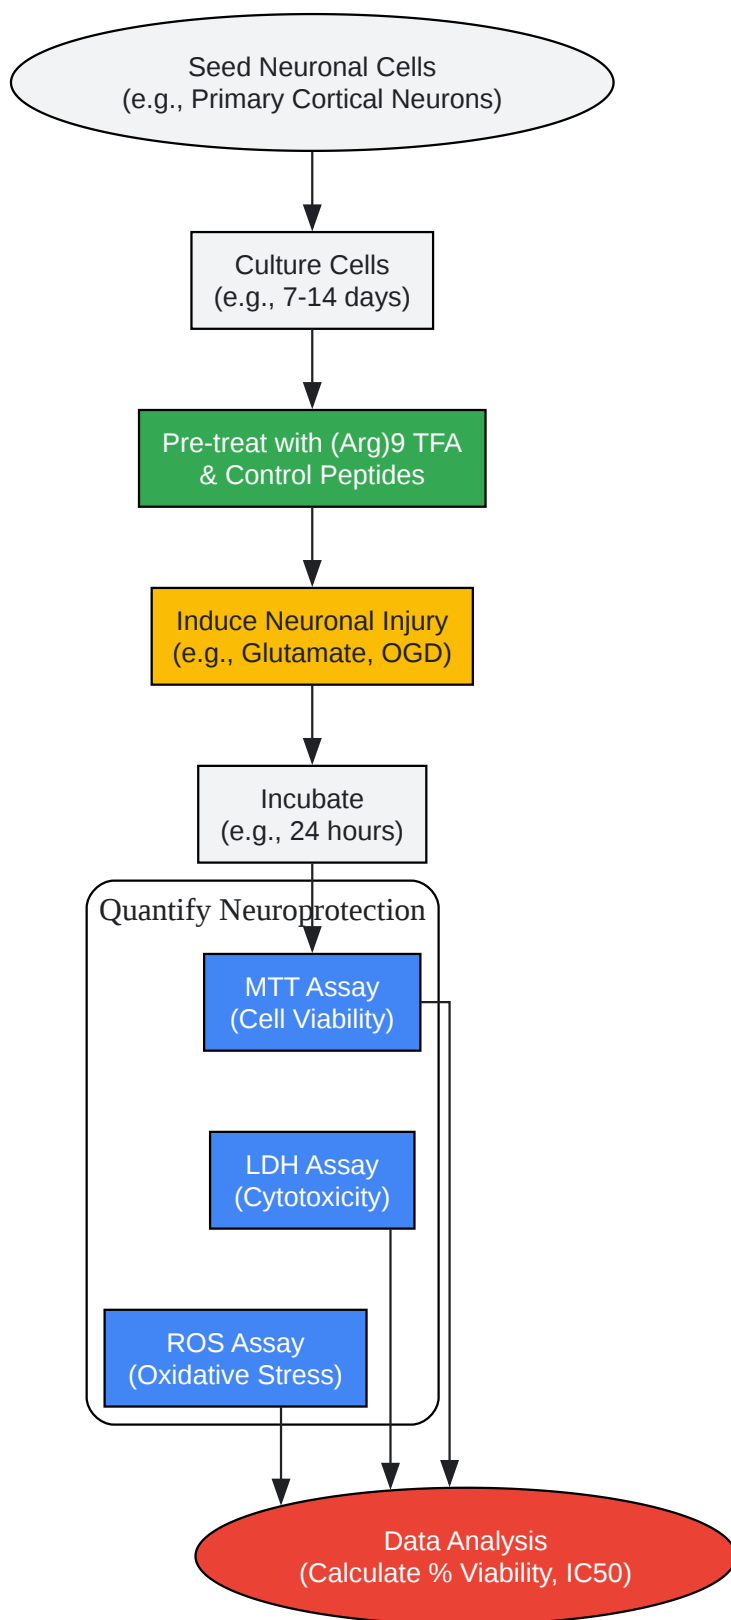 Seed Neuronal Cells
(e.g., Primary Cortical Neurons)
Culture Cells
(e.g., 7-14 days)
Pre-treat with (Arg)9 TFA
& Control Peptides
Induce Neuronal Injury
(e.g., Glutamate, OGD)
Incubate
(e.g., 24 hours)
Quantify Neuroprotection
MTT Assay
(Cell Viability)
LDH Assay
(Cytotoxicity)
ROS Assay
(Oxidative Stress)
Data Analysis
(Calculate % Viability, IC50)